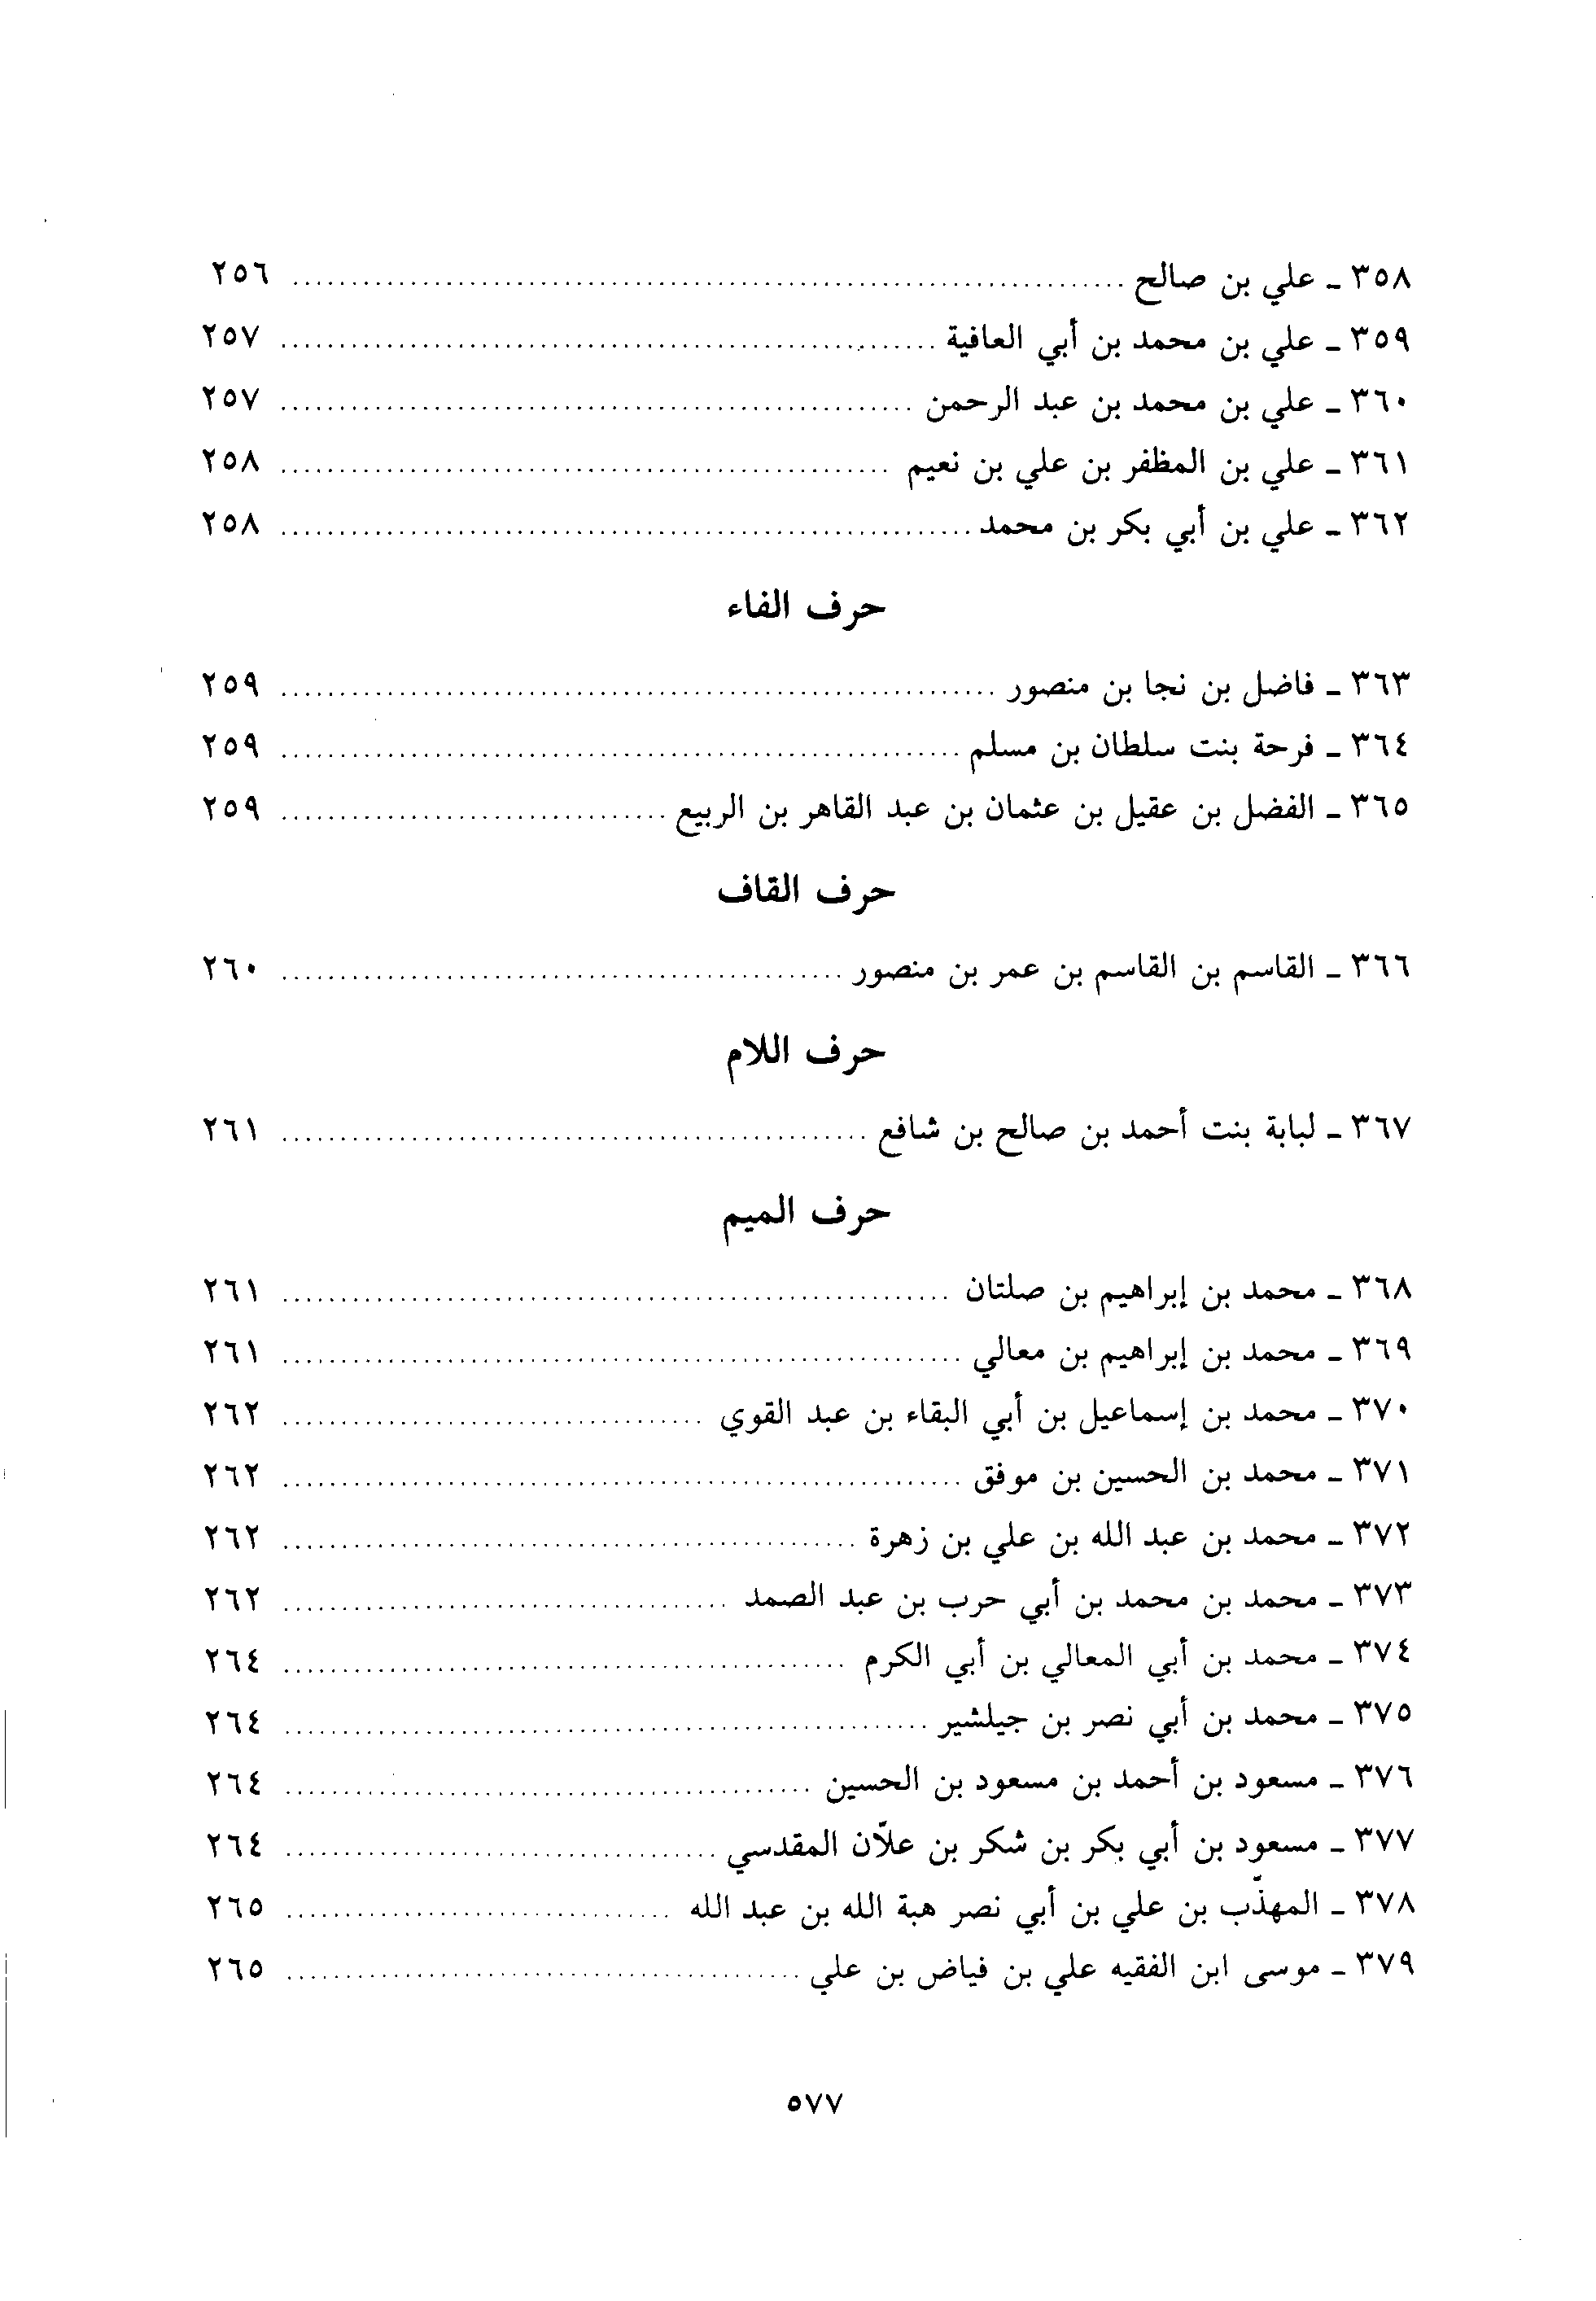 ٣٥٨ - علي بن صالح ........ ٢٥٦
٣٥٩ - علي بن محمد بن أبي العافية ........ ٢٥٧
٣٦٠ - علي بن محمد بن عبد الرحمن ........ ٢٥٧
٣٦١ - علي بن المظفر بن علي بن نعيم ........ ٢٥٨
٣٦٢ - علي بن أبي بكر بن محمد ........ ٢٥٨
حرف الفاء
٣٦٣ - فاضل بن نجا بن منصور ........ ٢٥٩
٣٦٤ - فرحة بنت سلطان بن مسلم ........ ٢٥٩
٣٦٥ - الفضل بن عقيل بن عثمان بن عبد القاهر بن الربيع ........ ٢٥٩
حرف القاف
٣٦٦ - القاسم بن القاسم بن عمر بن منصور ........ ٢٦٠
حرف اللام
٣٦٧ - لبابة بنت أحمد بن صالح بن شافع ........ ٢٦١
حرف الميم
٣٦٨ - محمد بن إبراهيم بن صلتان ........ ٢٦١
٣٦٩ - محمد بن إبراهيم بن معالي ........ ٢٦١
٣٧٠ - محمد بن إسماعيل بن أبي البقاء بن عبد القوي ........ ٢٦٢
٣٧١ - محمد بن الحسين بن موفق ........ ٢٦٢
٣٧٢ - محمد بن عبد الله بن علي بن زهرة ........ ٢٦٢
٣٧٣ - محمد بن محمد بن أبي حرب بن عبد الصمد ........ ٢٦٢
٣٧٤ - محمد بن أبي المعالي بن أبي الكرم ........ ٢٦٤
٣٧٥ - محمد بن أبي نصر بن جيلشير ........ ٢٦٤
٣٧٦ - مسعود بن أحمد بن مسعود بن الحسين ........ ٢٦٤
٣٧٧ - مسعود بن أبي بكر بن شكر بن علاّن المقدسي ........ ٢٦٤
٣٧٨ - المهذّب بن علي بن أبي نصر هبة الله بن عبد الله ........ ٢٦٥
٣٧٩ - موسى ابن الفقيه علي بن فياض بن علي ........ ٢٦٥
٥٧٧